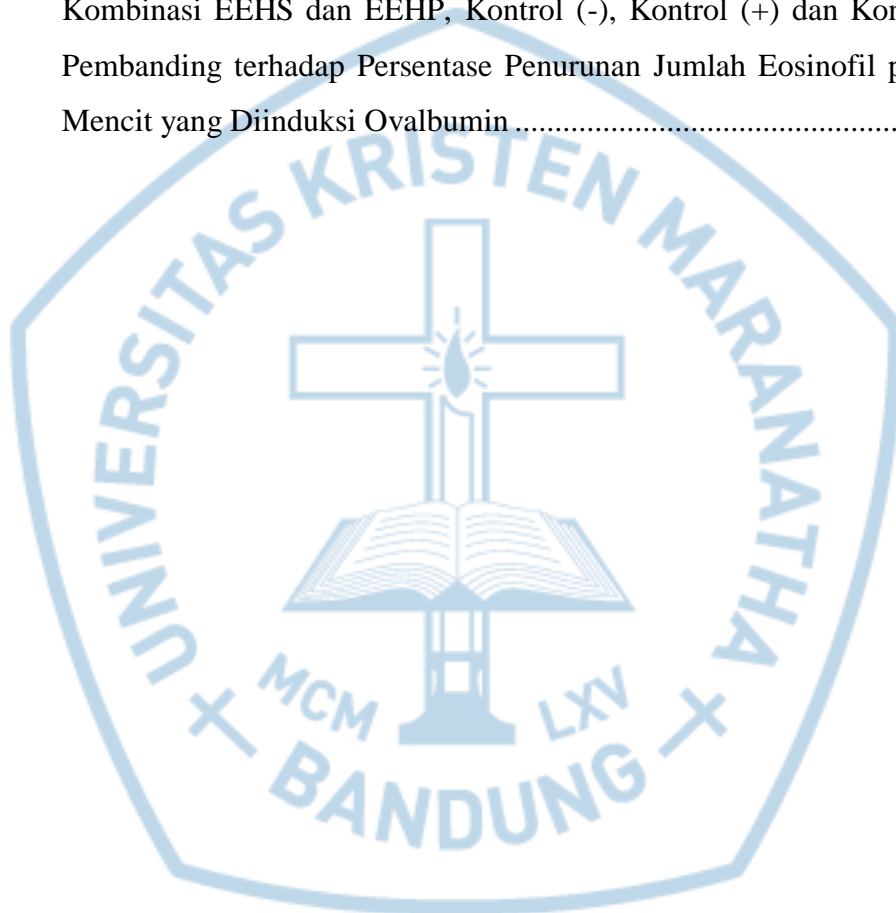 Kombinasi EEHS dan EEHP, Kontrol (-), Kontrol (+) dan
Pembanding terhadap Persentase Penurunan Jumlah Eosinofil
Mencit yang Diinduksi Ovalbumin ................................................
UNIVERSITAS KRISTEN MARANATHA
MCM LXV
BANDUNG